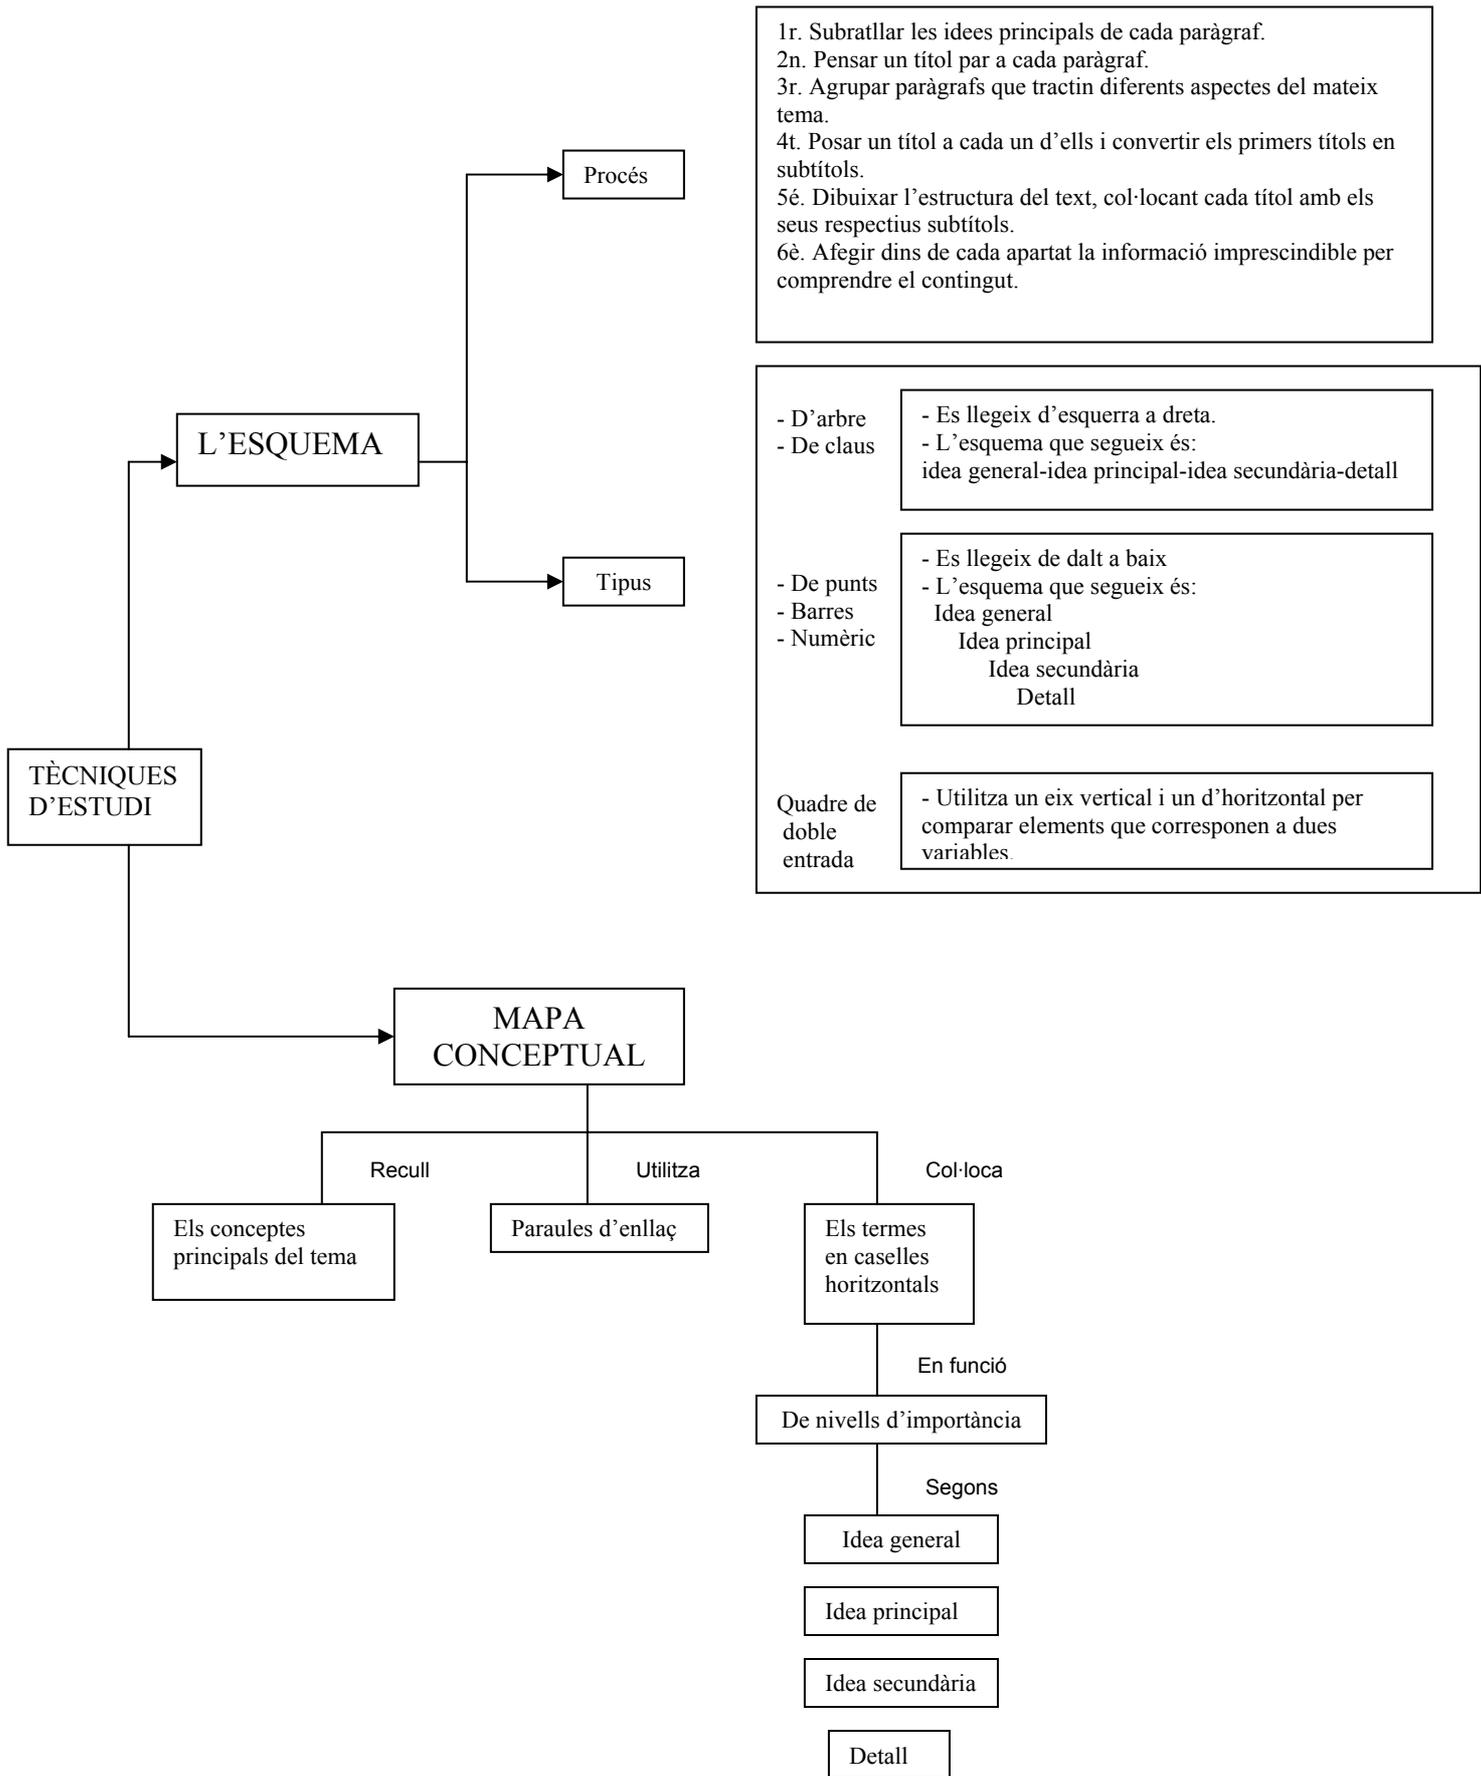 1r. Subratllar les idees principals de cada paràgraf.
2n. Pensar un títol par a cada paràgraf.
3r. Agrupar paràgrafs que tractin diferents aspectes del mateix
tema.
4t. Posar un títol a cada un d’ells i convertir els primers títols en
subtítols.
5é. Dibuixar l’estructura del text, col·locant cada títol amb els
seus respectius subtítols.
6è. Afegir dins de cada apartat la informació imprescindible per
comprendre el contingut.
Procés
L’ESQUEMA
- D’arbre
- De claus
- Es llegeix d’esquerra a dreta.
- L’esquema que segueix és:
idea general-idea principal-idea secundària-detall
Tipus
- De punts
- Barres
- Numèric
- Es llegeix de dalt a baix
- L’esquema que segueix és:
Idea general
Idea principal
Idea secundària
Detall
TÈCNIQUES
D’ESTUDI
Quadre de
doble
entrada
- Utilitza un eix vertical i un d’horitzontal per
comparar elements que corresponen a dues
variables.
MAPA
CONCEPTUAL
Recull
Utilitza
Col·loca
Els conceptes
principals del tema
Paraules d’enllaç
Els termes
en caselles
horitzontals
En funció
De nivells d’importància
Segons
Idea general
Idea principal
Idea secundària
Detall